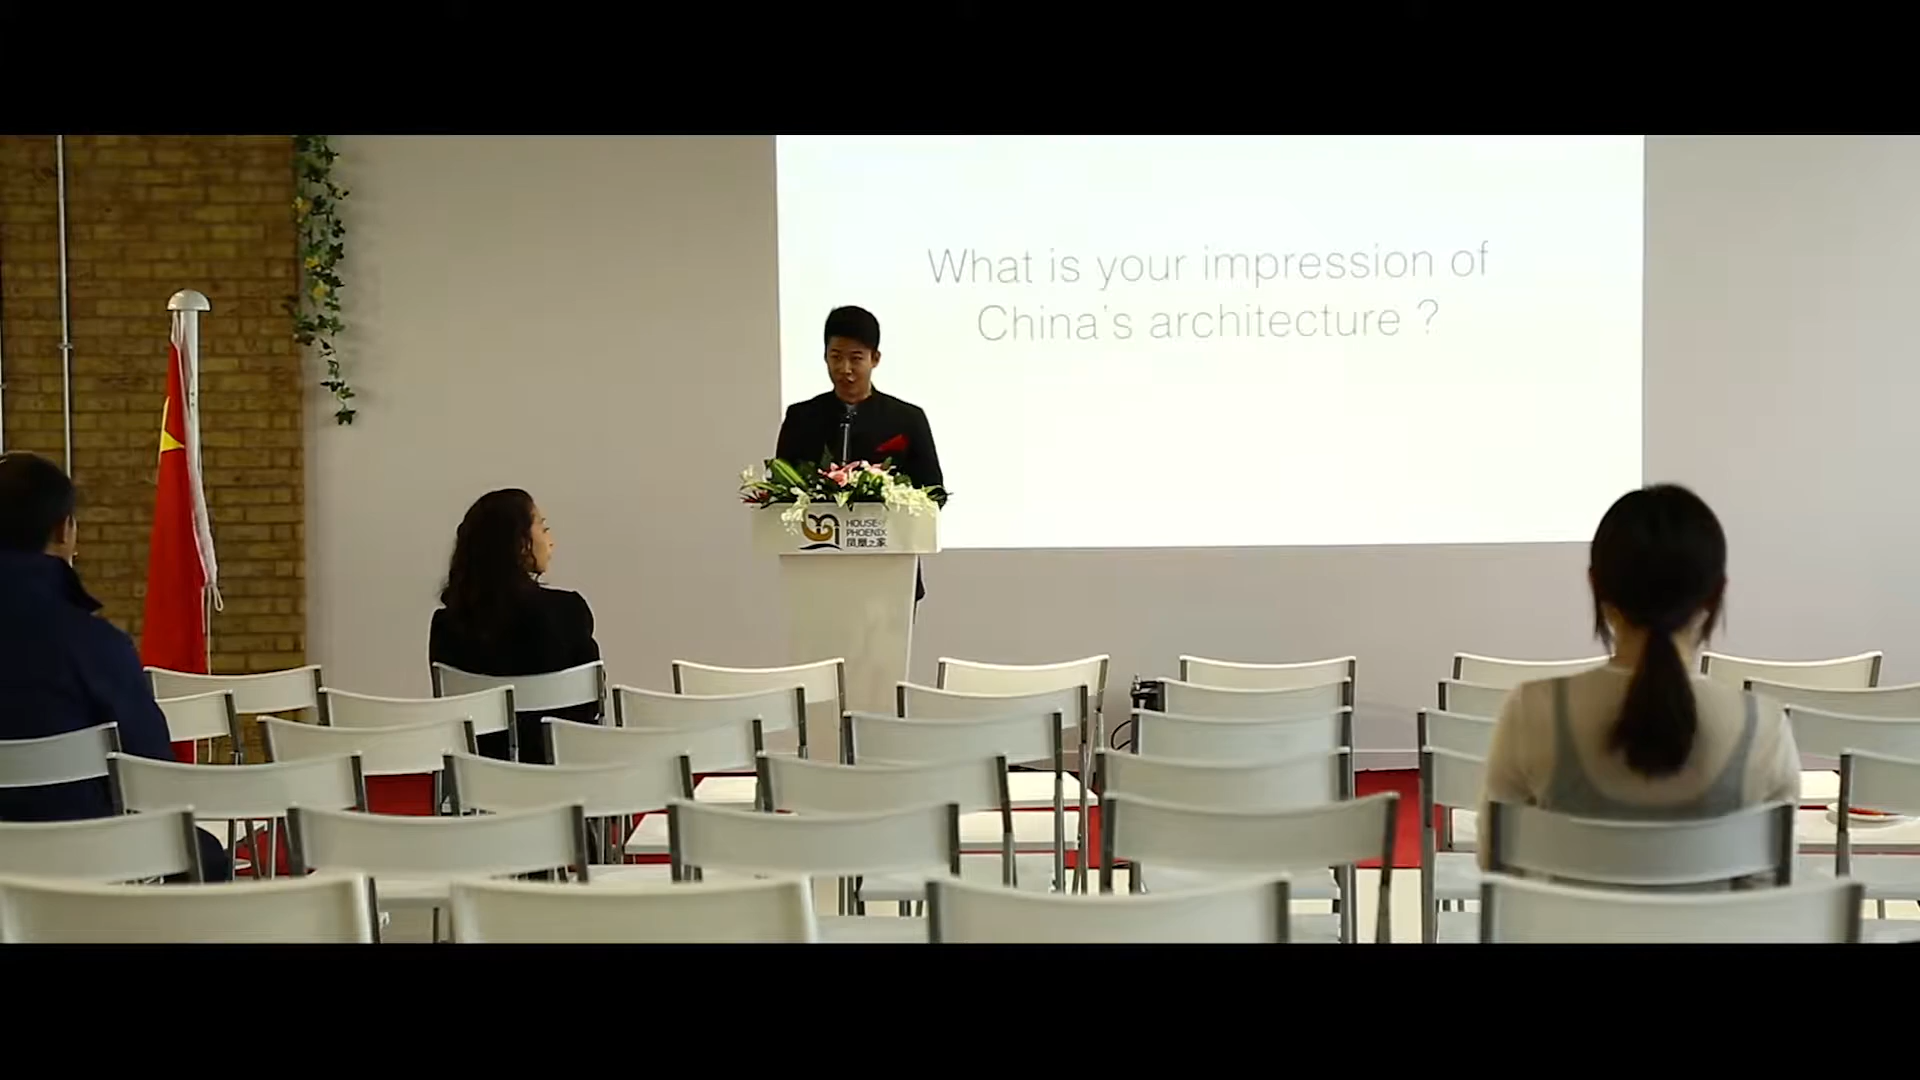 What is your impression of
China's architecture ?
HOUSE of
PHOENIX
凤凰之家